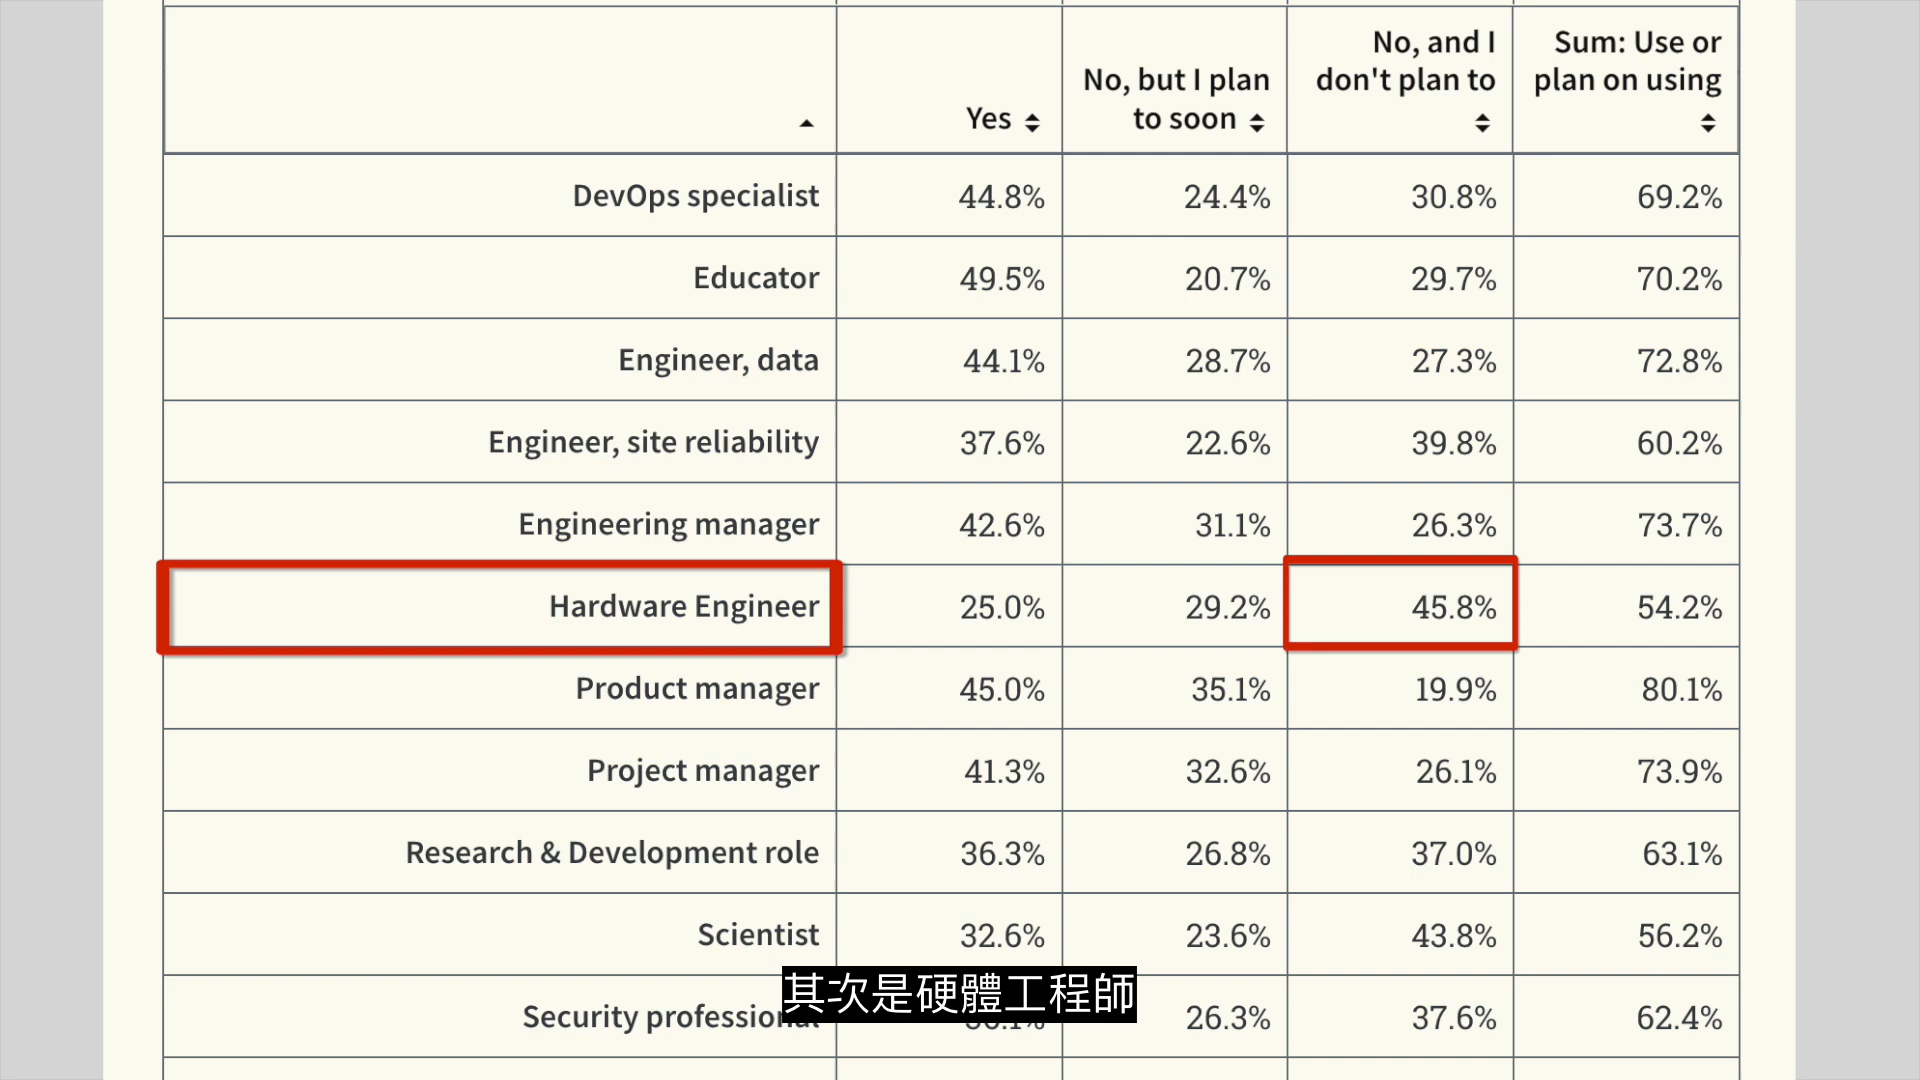 Yes
No, but I plan
to soon
No, and I
don't plan to
Sum: Use or
plan on using
DevOps specialist 44.8% 24.4% 30.8% 69.2%
Educator 49.5% 20.7% 29.7% 70.2%
Engineer, data 44.1% 28.7% 27.3% 72.8%
Engineer, site reliability 37.6% 22.6% 39.8% 60.2%
Engineering manager 42.6% 31.1% 26.3% 73.7%
Hardware Engineer 25.0% 29.2% 45.8% 54.2%
Product manager 45.0% 35.1% 19.9% 80.1%
Project manager 41.3% 32.6% 26.1% 73.9%
Research & Development role 36.3% 26.8% 37.0% 63.1%
Scientist 32.6% 23.6% 43.8% 56.2%
Security professional 26.3% 37.6% 62.4%
其次是硬體工程師